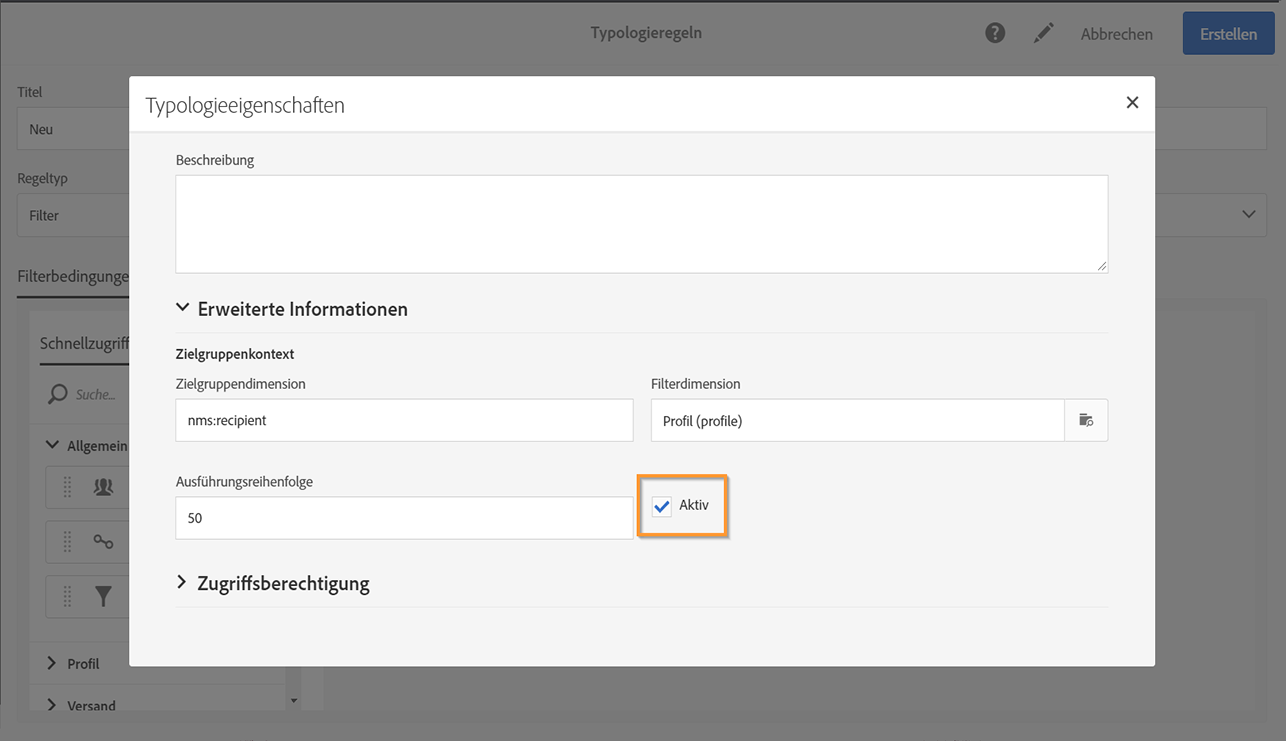 Typologieregeln
Abbrechen
Erstellen
Titel
Neu
Regeltyp
Filter
Filterbedingunge
Schnellzugriff
Suche...
Allgemein
Profil
Versand
Typologieeigenschaften
Beschreibung
Erweiterte Informationen
Zielgruppenkontext
Zielgruppendimension
Filterdimension
nms:recipient
Profil (profile)
Ausführungsreihenfolge
50
Aktiv
Zugriffsberechtigung